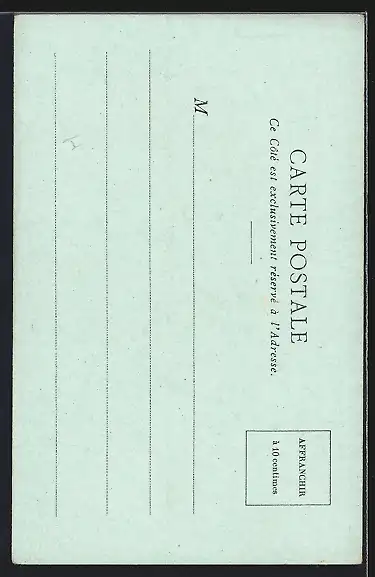 CARTE POSTALE
Ce Côté est exclusivement réservé à l'Adresse.
AFFRANCHIR
à 10 centimes
M